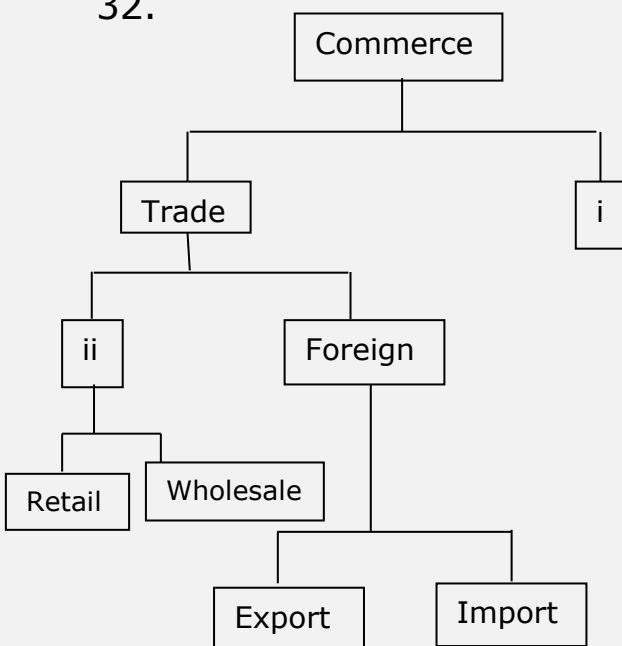 32.
Commerce
Trade
i
ii
Foreign
Retail
Wholesale
Export
Import